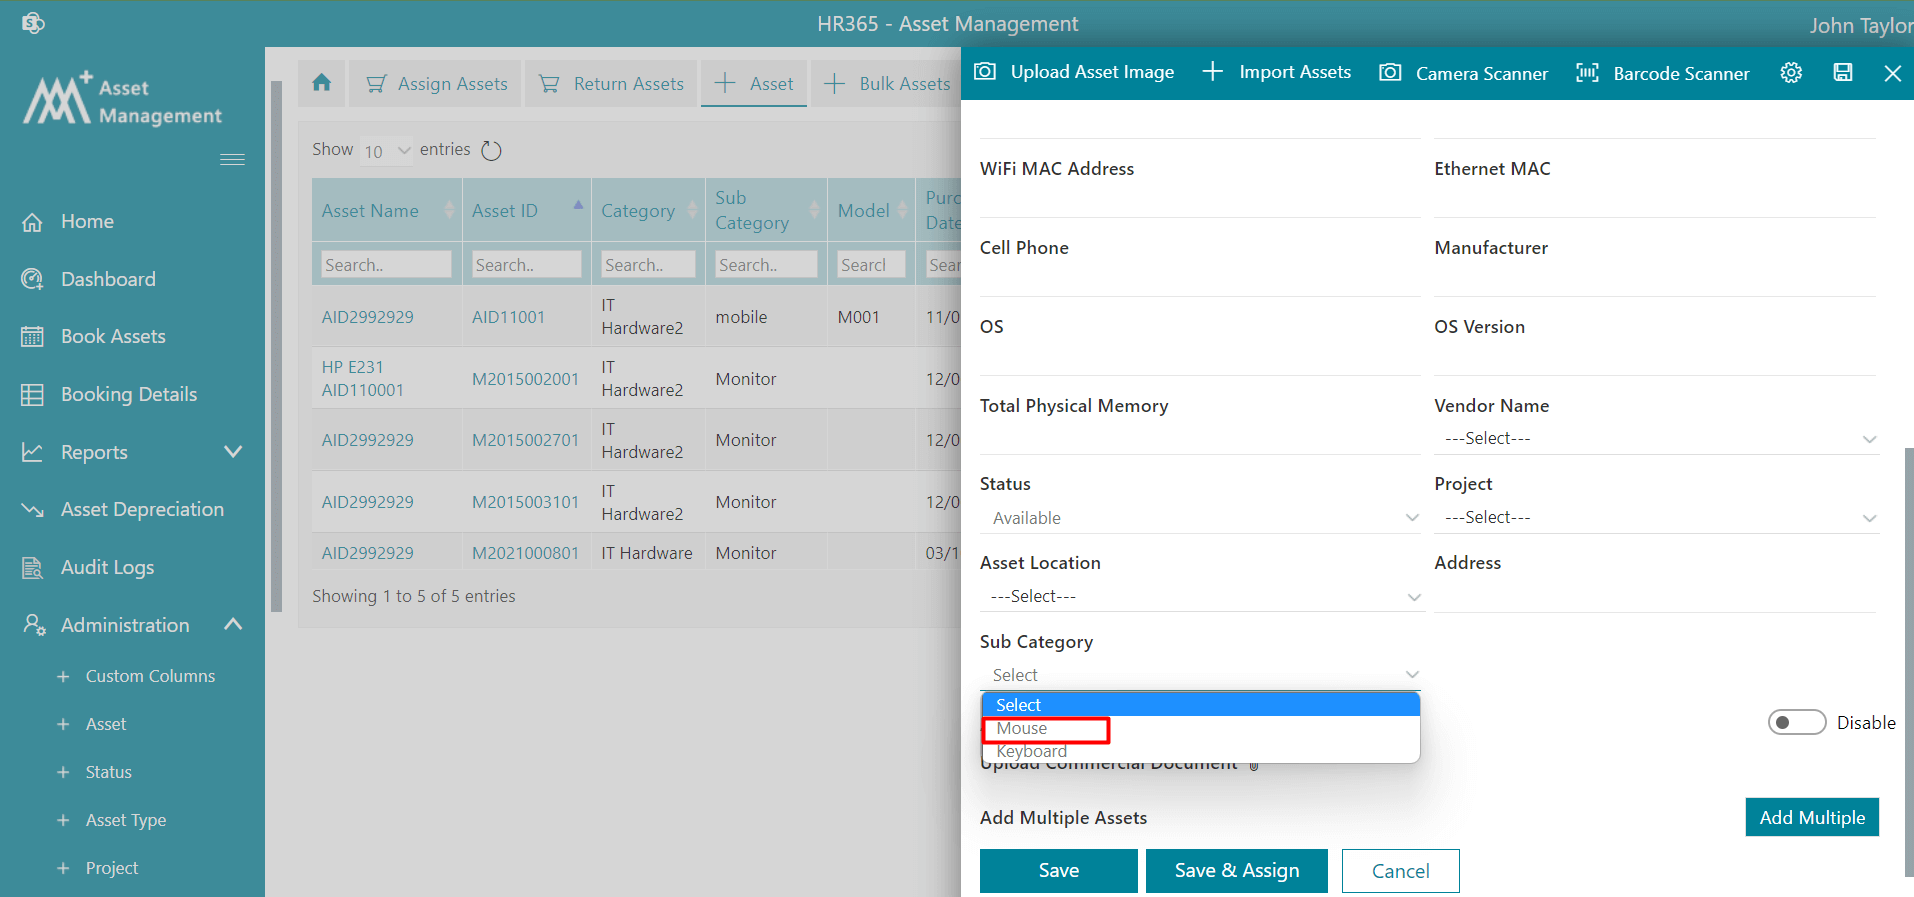 HR365 - Asset Management
John Taylor
Asset
Management
Home
Dashboard
Book Assets
Booking Details
Reports
Asset Depreciation
Audit Logs
Administration
Custom Columns
Asset
Status
Asset Type
Project
Assign Assets
Return Assets
Asset
Bulk Assets
Show 10 entries
Asset Name
Asset ID
Category
Sub
Category
Model
Purc
Date
Search..
Search..
Search..
Search..
Searcl
Sear
AID2992929
AID11001
IT
Hardware2
mobile
M001
11/0
HP E231
AID110001
M2015002001
IT
Hardware2
Monitor
12/0
AID2992929
M2015002701
IT
Hardware2
Monitor
12/0
AID2992929
M2015003101
IT
Hardware2
Monitor
12/0
AID2992929
M2021000801
IT Hardware
Monitor
03/1
Showing 1 to 5 of 5 entries
Upload Asset Image
Import Assets
Camera Scanner
Barcode Scanner
WiFi MAC Address
Ethernet MAC
Cell Phone
Manufacturer
OS
OS Version
Total Physical Memory
Vendor Name
---Select---
Status
Project
Available
---Select---
Asset Location
Address
---Select---
Sub Category
Select
Select
Mouse
Keyboard
Disable
Upload Commercial Document
Add Multiple Assets
Add Multiple
Save
Save & Assign
Cancel